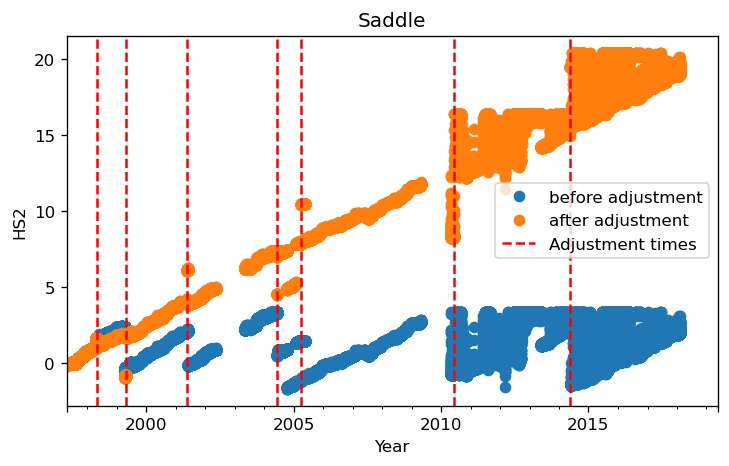 Saddle
HS2
20
15
10
5
0
before adjustment
after adjustment
Adjustment times
2000 2005 2010 2015
Year